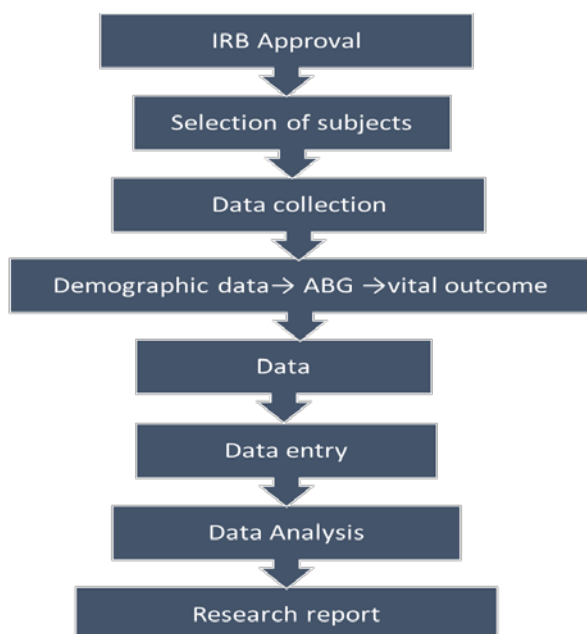 IRB Approval
Selection of subjects
Data collection
Demographic data→ ABG →vital outcome
Data
Data entry
Data Analysis
Research report